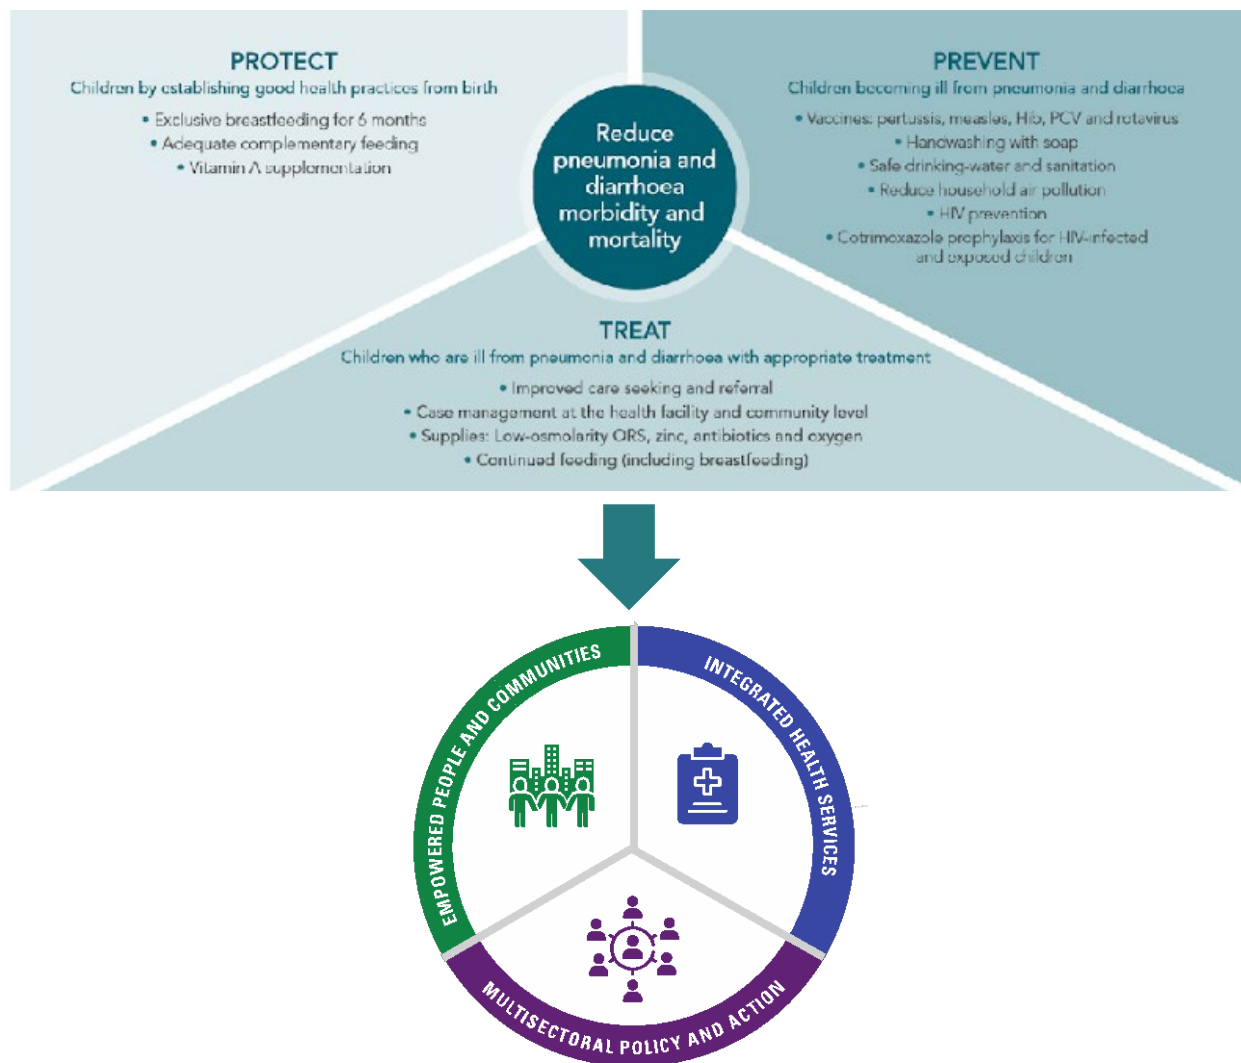 PROTECT
Children by establishing good health practices from birth
• Exclusive breastfeeding for 6 months
• Adequate complementary feeding
• Vitamin A supplementation
Reduce
pneumonia and
diarrhoea
morbidity and
mortality
PREVENT
Children becoming ill from pneumonia and diarrhoea
• Vaccines: pertussis, measles, Hib, PCV and rotavirus
• Handwashing with soap
• Safe drinking-water and sanitation
• Reduce household air pollution
• HIV prevention
• Cotrimoxazole prophylaxis for HIV-infected
and exposed children
TREAT
Children who are ill from pneumonia and diarrhoea with appropriate treatment
• Improved care seeking and referral
• Case management at the health facility and community level
• Supplies: Low-osmolarity ORS, zinc, antibiotics and oxygen
• Continued feeding (including breastfeeding)
EMPOWERED PEOPLE AND COMMUNITIES
INTEGRATED HEALTH SERVICES
MULTISECTORAL POLICY AND ACTION